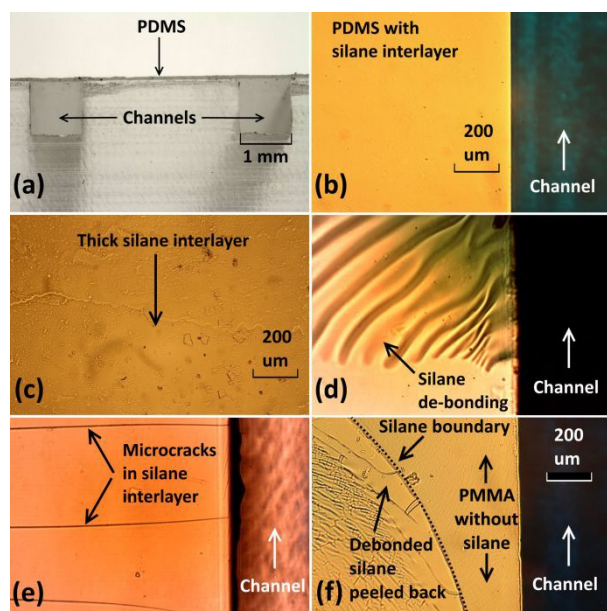 PDMS
Channels
1 mm
(a)
PDMS with
silane interlayer
200
um
Channel
(b)
Thick silane interlayer
200
um
(c)
Silane
de-bonding
Channel
(d)
Microcracks
in silane
interlayer
Channel
(e)
Silane boundary
200
um
PMMA
without
silane
Debonded
silane
peeled back
Channel
(f)